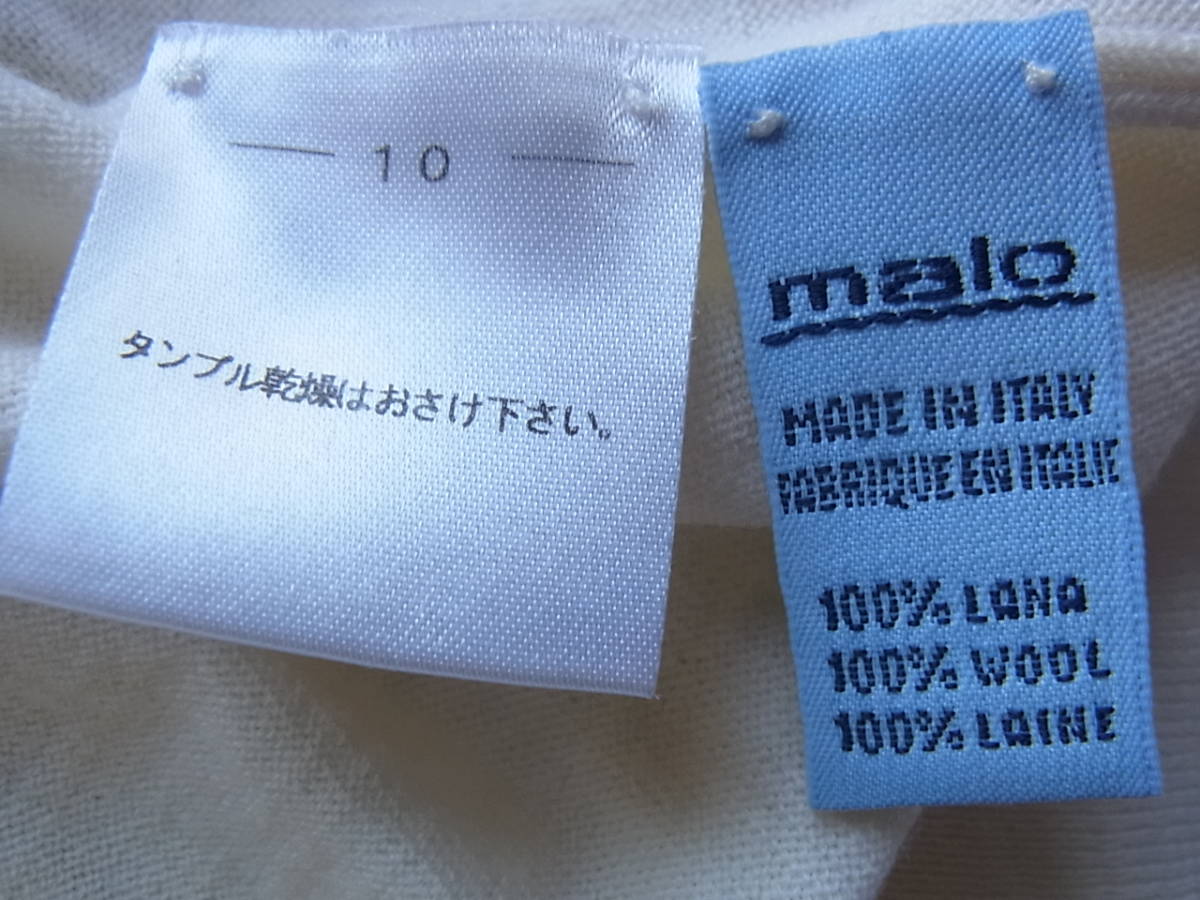 — 10 —
タンブル乾燥はおさけ下さい。
malo
MADE IN ITALY
FABRIQUE EN ITALIE
100% LANA
100% WOOL
100% LAINE